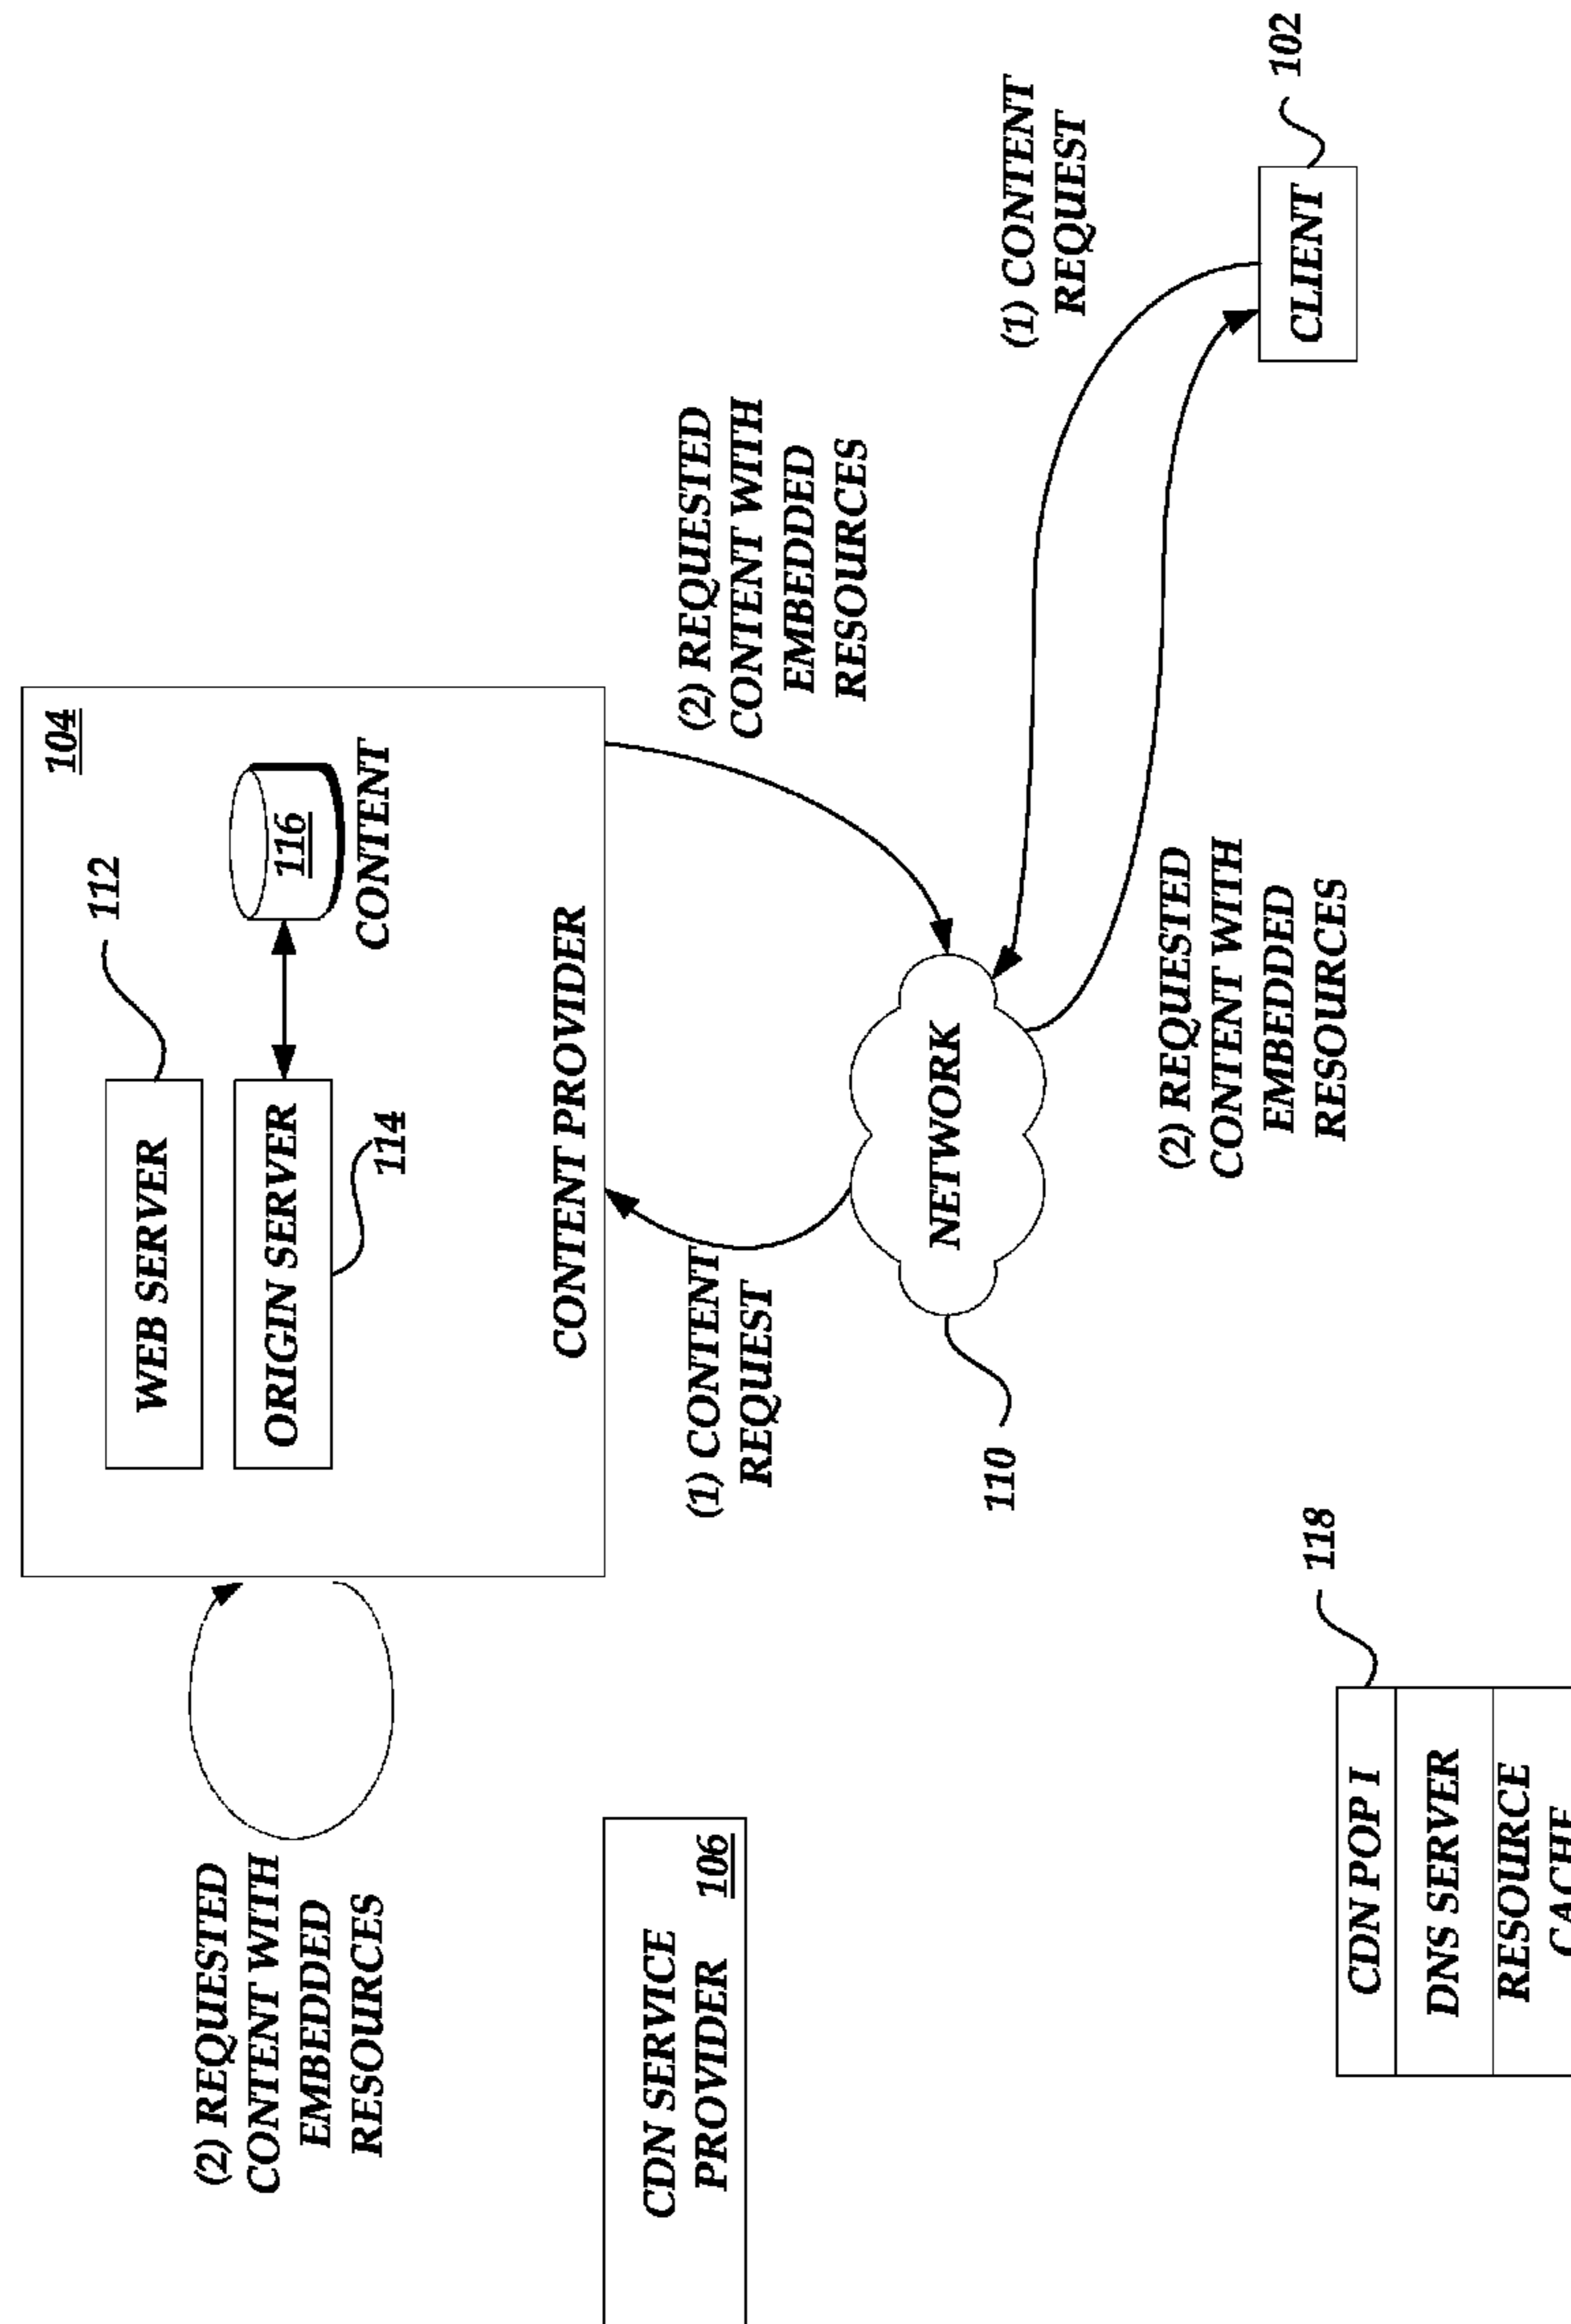 104
112
WEB SERVER
(2) REQUESTED
CONTENT WITH
EMBEDDED
RESOURCES
ORIGIN SERVER
116
CONTENT
114
CONTENT PROVIDER
CDN SERVICE
PROVIDER 106
(1) CONTENT
REQUEST
(2) REQUESTED
CONTENT WITH
EMBEDDED
RESOURCES
NETWORK
110
(1) CONTENT
REQUEST
(2) REQUESTED
CONTENT WITH
EMBEDDED
RESOURCES
102
CLIENT
118
CDN POP I
DNS SERVER
RESOURCE
CACHE